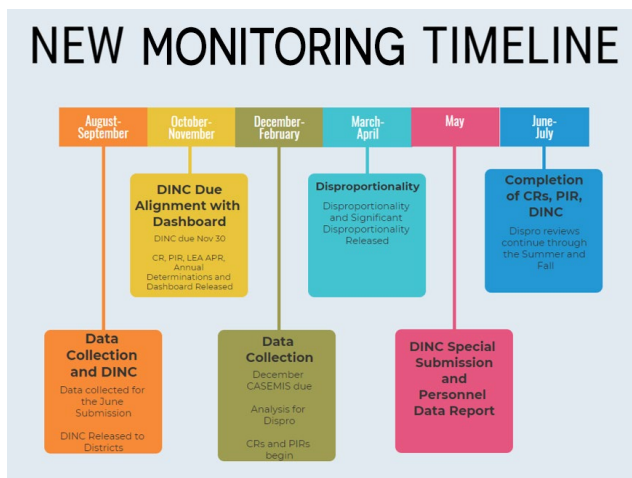 NEW MONITORING TIMELINE
August-
September
October-
November
December-
February
March-
April
May
June-
July
DINC Due
Alignment with
Dashboard
DINC due Nov 30
CR, PIR, LEA APR,
Annual
Determinations and
Dashboard Released
Disproportionality
Disproportionality
and Significant
Disproportionality
Released
Completion
of CRs, PIR,
DINC
Dispro reviews
continue through
the Summer and
Fall
Data
Collection
and DINC
Data collected for
the June
Submission
DINC Released to
Districts
Data
Collection
December
CASEMIS due
Analysis for
Dispro
CRs and PIRs
begin
DINC Special
Submission
and
Personnel
Data Report